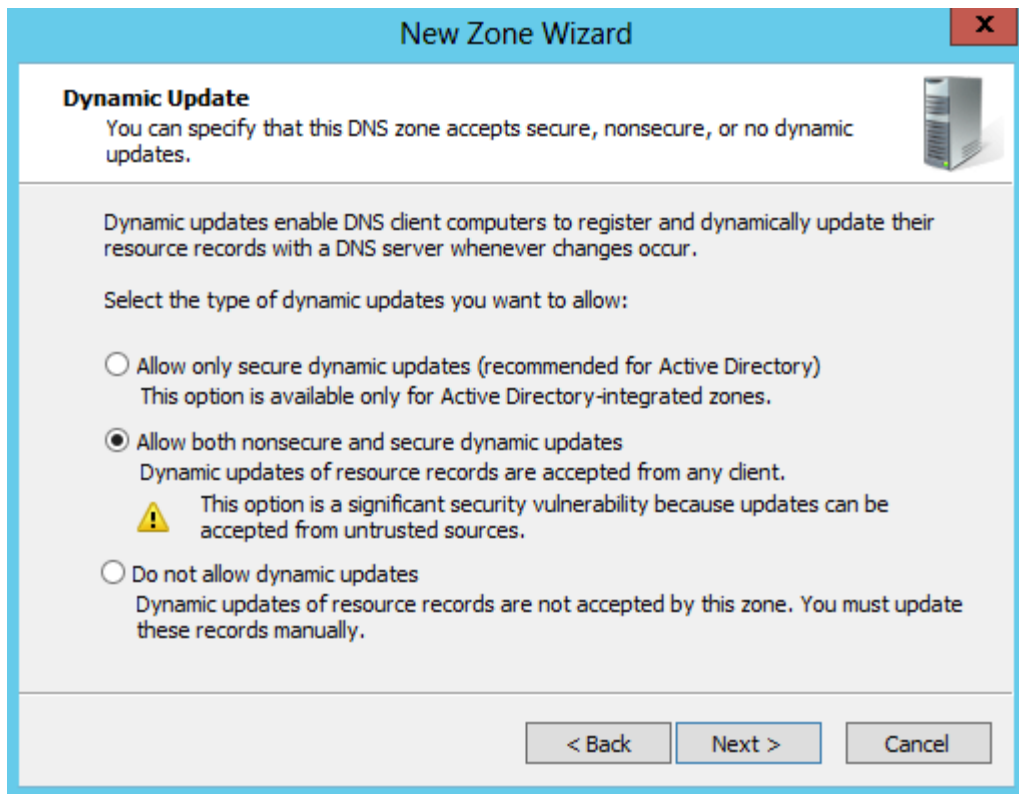 New Zone Wizard
x
Dynamic Update
You can specify that this DNS zone accepts secure, nonsecure, or no dynamic
updates.
Dynamic updates enable DNS client computers to register and dynamically update their
resource records with a DNS server whenever changes occur.
Select the type of dynamic updates you want to allow:
Allow only secure dynamic updates (recommended for Active Directory)
This option is available only for Active Directory-integrated zones.
Allow both nonsecure and secure dynamic updates
Dynamic updates of resource records are accepted from any client.
This option is a significant security vulnerability because updates can be
accepted from untrusted sources.
Do not allow dynamic updates
Dynamic updates of resource records are not accepted by this zone. You must update
these records manually.
< Back Next > Cancel